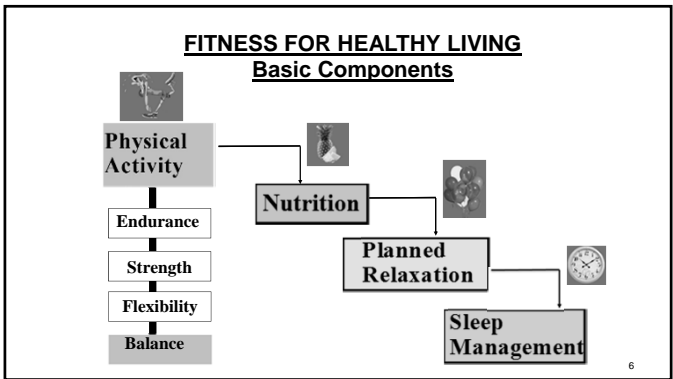 FITNESS FOR HEALTHY LIVING
Basic Components
Physical
Activity
Endurance
Strength
Flexibility
Balance
Nutrition
Planned
Relaxation
Sleep
Management
6